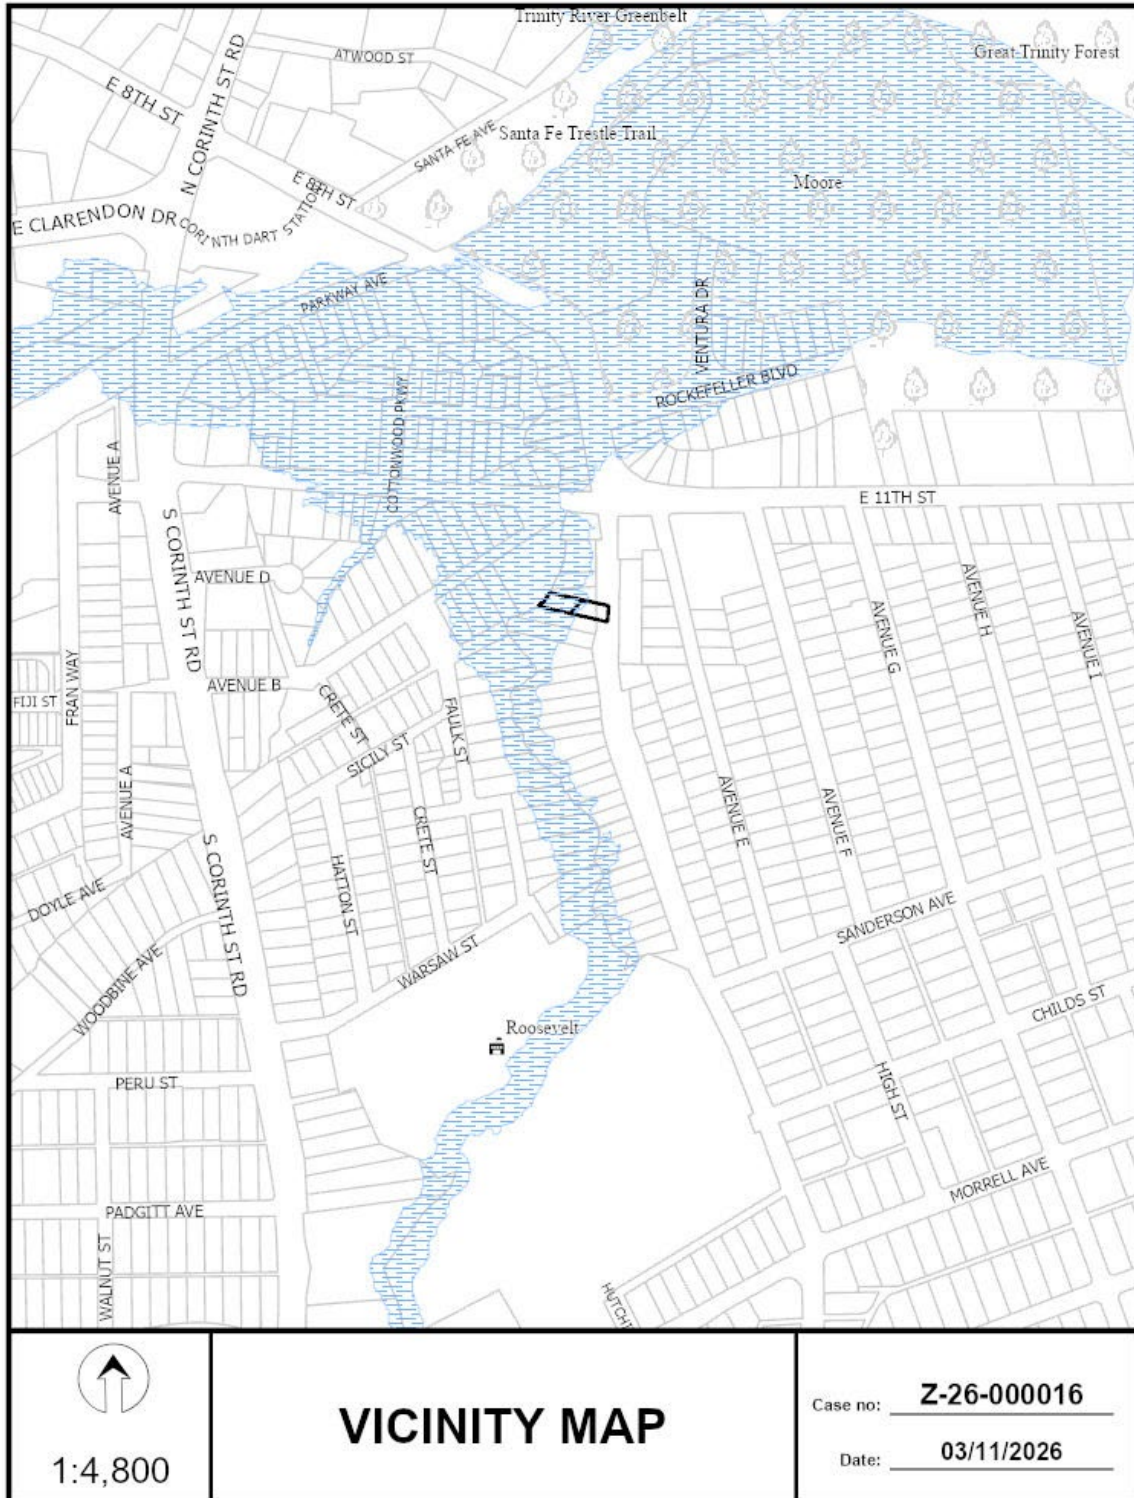 Trinity River Greenbelt
Great Trinity Forest
ATWOOD ST
E 8TH ST
N CORINTH ST RD
SANTA FE AVE
Santa Fe Trestle Trail
E 8TH ST
Moore
E CLARENDON DR
CORINTH DART STATION
PARKWAY AVE
VENTURA DR
ROCKEFELLER BLVD
COTTONWOOD PKWY
AVENUE A
E 11TH ST
S CORINTH ST RD
AVENUE D
AVENUE H
AVENUE G
AVENUE I
FRAN WAY
FIJI ST
AVENUE B
CRETE ST
FAULK ST
SICILY ST
AVENUE A
CRETE ST
AVENUE E
AVENUE F
HATTON ST
S CORINTH ST RD
DOYLE AVE
SANDERSON AVE
WOODBINE AVE
WARSAW ST
CHILDS ST
Roosevelt
PERU ST
HIGH ST
MORRELL AVE
PADGITT AVE
WALNUT ST
HUTCHI
1:4,800
VICINITY MAP
Case no: Z-26-000016
Date: 03/11/2026